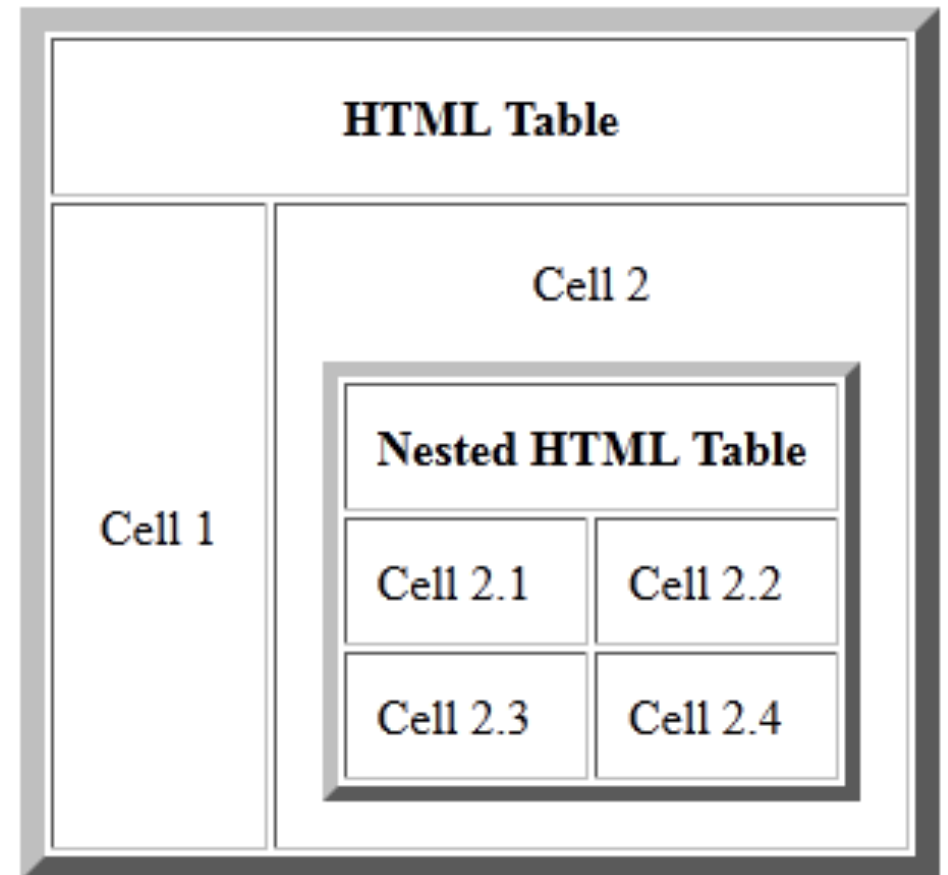 HTML Table
Cell 1
Cell 2
Nested HTML Table
Cell 2.1
Cell 2.2
Cell 2.3
Cell 2.4